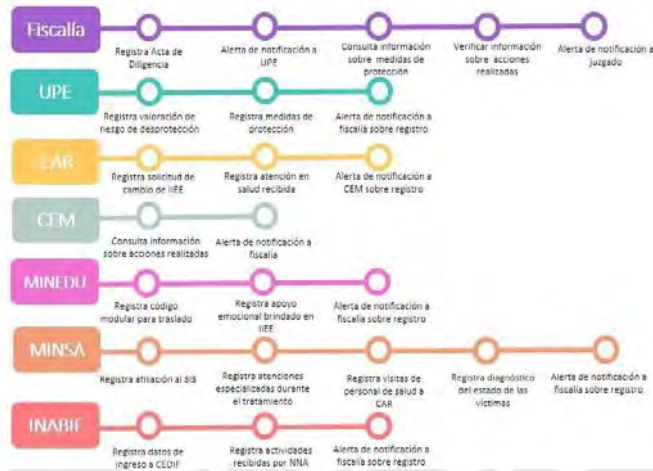 Fiscalía
Registra Acta de
Diligencia
Alerta de notificación a
UPE
Consulta información
sobre medidas de
protección
Verificar información
sobre acciones
realizadas
Alerta de notificación a
juzgado
UPE
Registra valoración de
riesgo de desprotección
Registra medidas de
protección
Alerta de notificación a
fiscalía sobre registro
CAR
Registra solicitud de
cambio de IIEE
Registra atención en
salud recibida
Alerta de notificación a
CEM sobre registro
CEM
Consulta información
sobre acciones realizadas
Alerta de notificación a
fiscalía
MINEDU
Registra código
modular para traslado
Registra apoyo
emocional brindado en
IIEE
Alerta de notificación a
fiscalía sobre registro
MINSA
Registra afiliación al SIS
Registra atenciones
especializadas durante
el tratamiento
Registra visitas de
personal de salud a
CAR
Registra diagnóstico
del estado de las
víctimas
Alerta de notificación a
fiscalía sobre registro
INABIF
Registra datos de
ingreso a CEDIF
Registra actividades
recibidas por NNA
Alerta de notificación a
fiscalía sobre registro